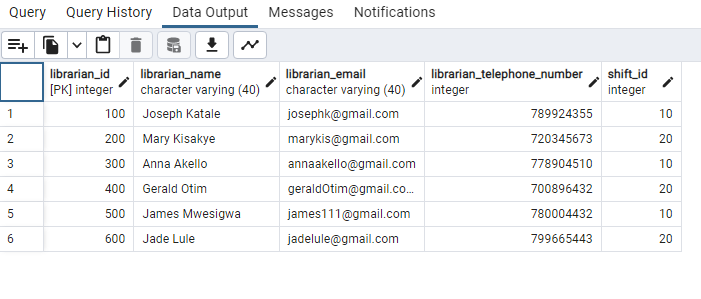 Query Query History Data Output Messages Notifications
librarian_id librarian_name librarian_email librarian_telephone_number shift_id
[PK] integer character varying (40) character varying (40) integer integer
1 100 Joseph Katale josephk@gmail.com 789924355 10
2 200 Mary Kisakye marykis@gmail.com 720345673 20
3 300 Anna Akello annaakello@gmail.com 778904510 10
4 400 Gerald Otim geraldOtim@gmail.co... 700896432 20
5 500 James Mwesigwa james111@gmail.com 780004432 10
6 600 Jade Lule jadelule@gmail.com 799665443 20